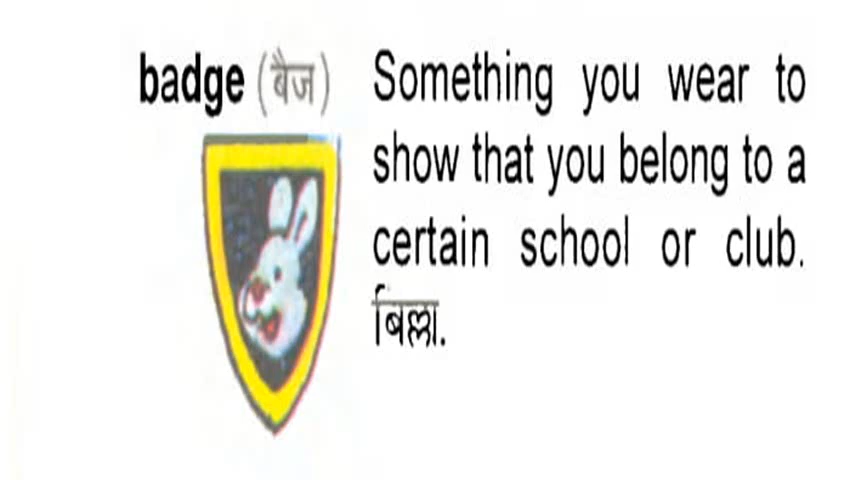 badge (बैज) Something you wear to
show that you belong to a
certain school or club.
बिल्ला.